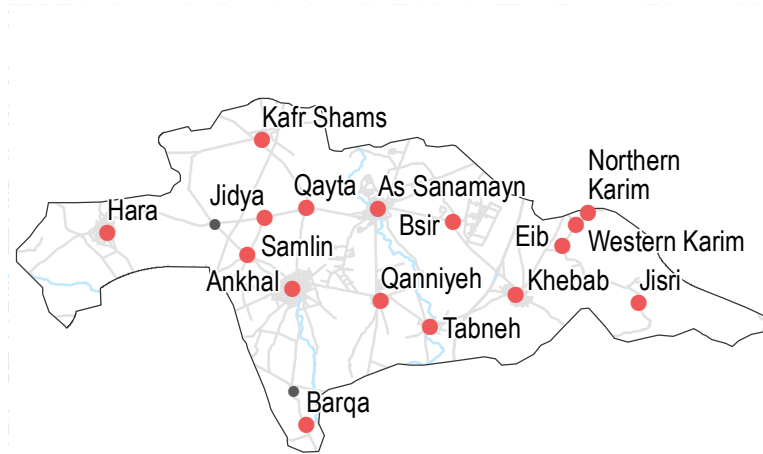 Kafr Shams
Northern
Karim
Hara
Jidya
Qayta
As Sanamayn
Bsir
Eib
Western Karim
Samlin
Ankhal
Qanniyeh
Khebab
Jisri
Tabneh
Barqa